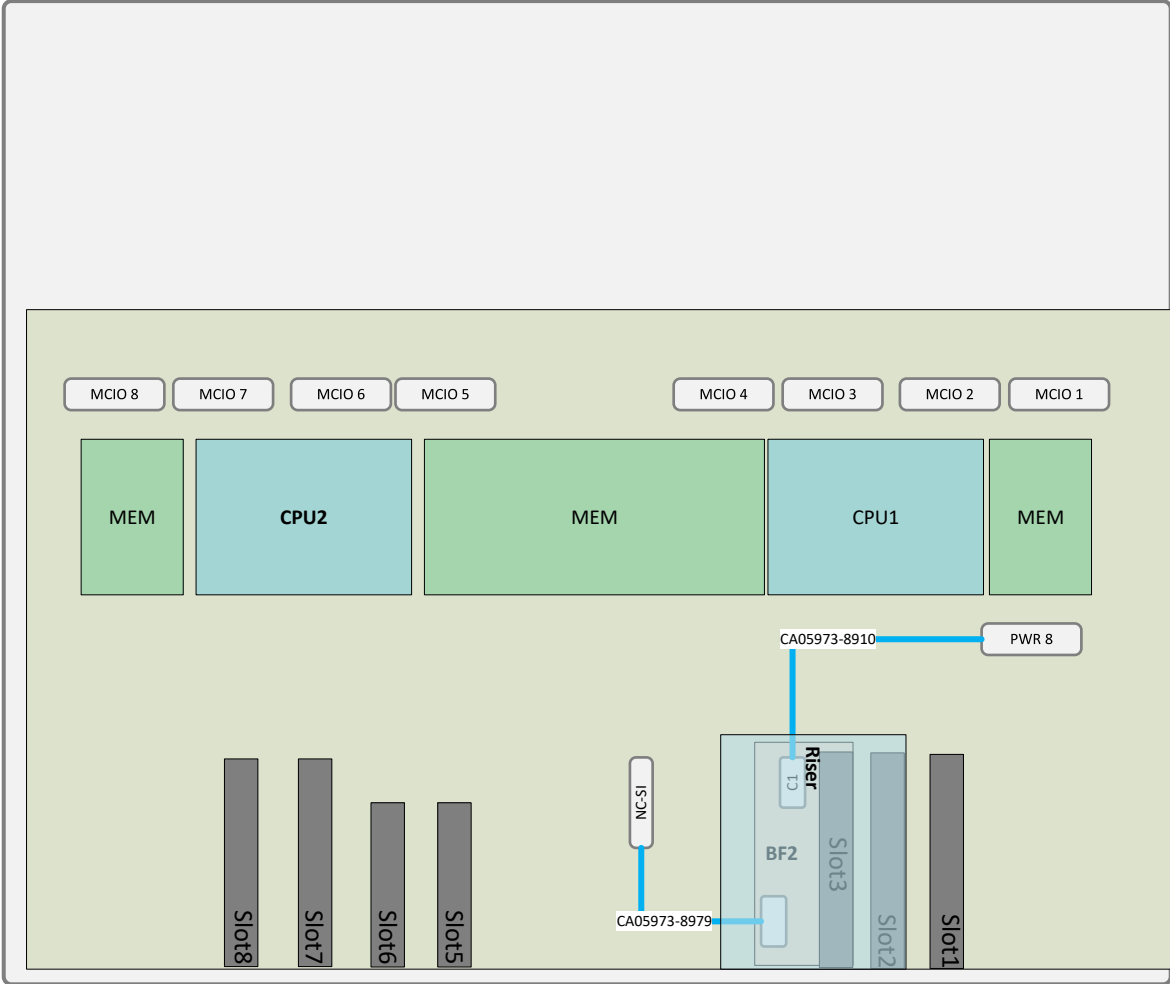 MCIO 8
MCIO 7
MCIO 6
MCIO 5
MCIO 4
MCIO 3
MCIO 2
MCIO 1
MEM
CPU2
MEM
CPU1
MEM
CA05973-8910
PWR 8
Riser
C1
NC-SI
BF2
Slot3
CA05973-8979
Slot8
Slot7
Slot6
Slot5
Slot2
Slot1